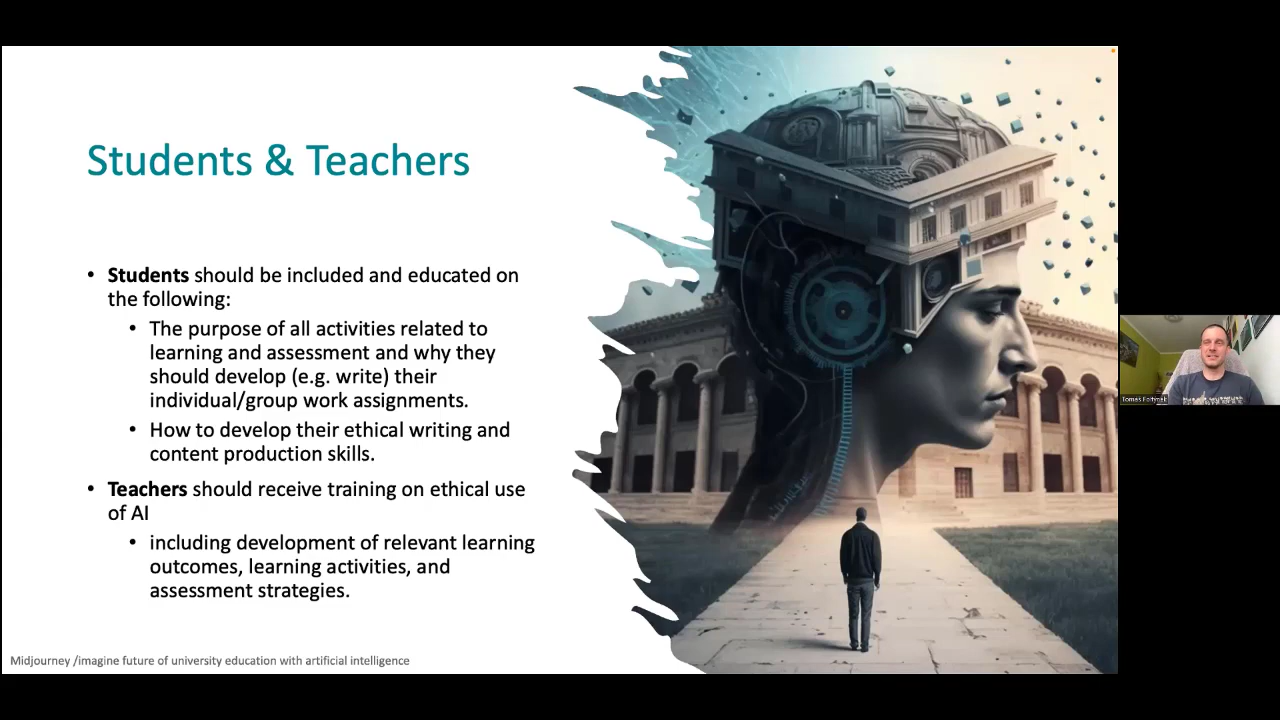 Students & Teachers
• Students should be included and educated on
the following:
• The purpose of all activities related to
learning and assessment and why they
should develop (e.g. write) their
individual/group work assignments.
• How to develop their ethical writing and
content production skills.
• Teachers should receive training on ethical use
of AI
• including development of relevant learning
outcomes, learning activities, and
assessment strategies.
Midjourney /imagine future of university education with artificial intelligence
Tomáš Foltýnek